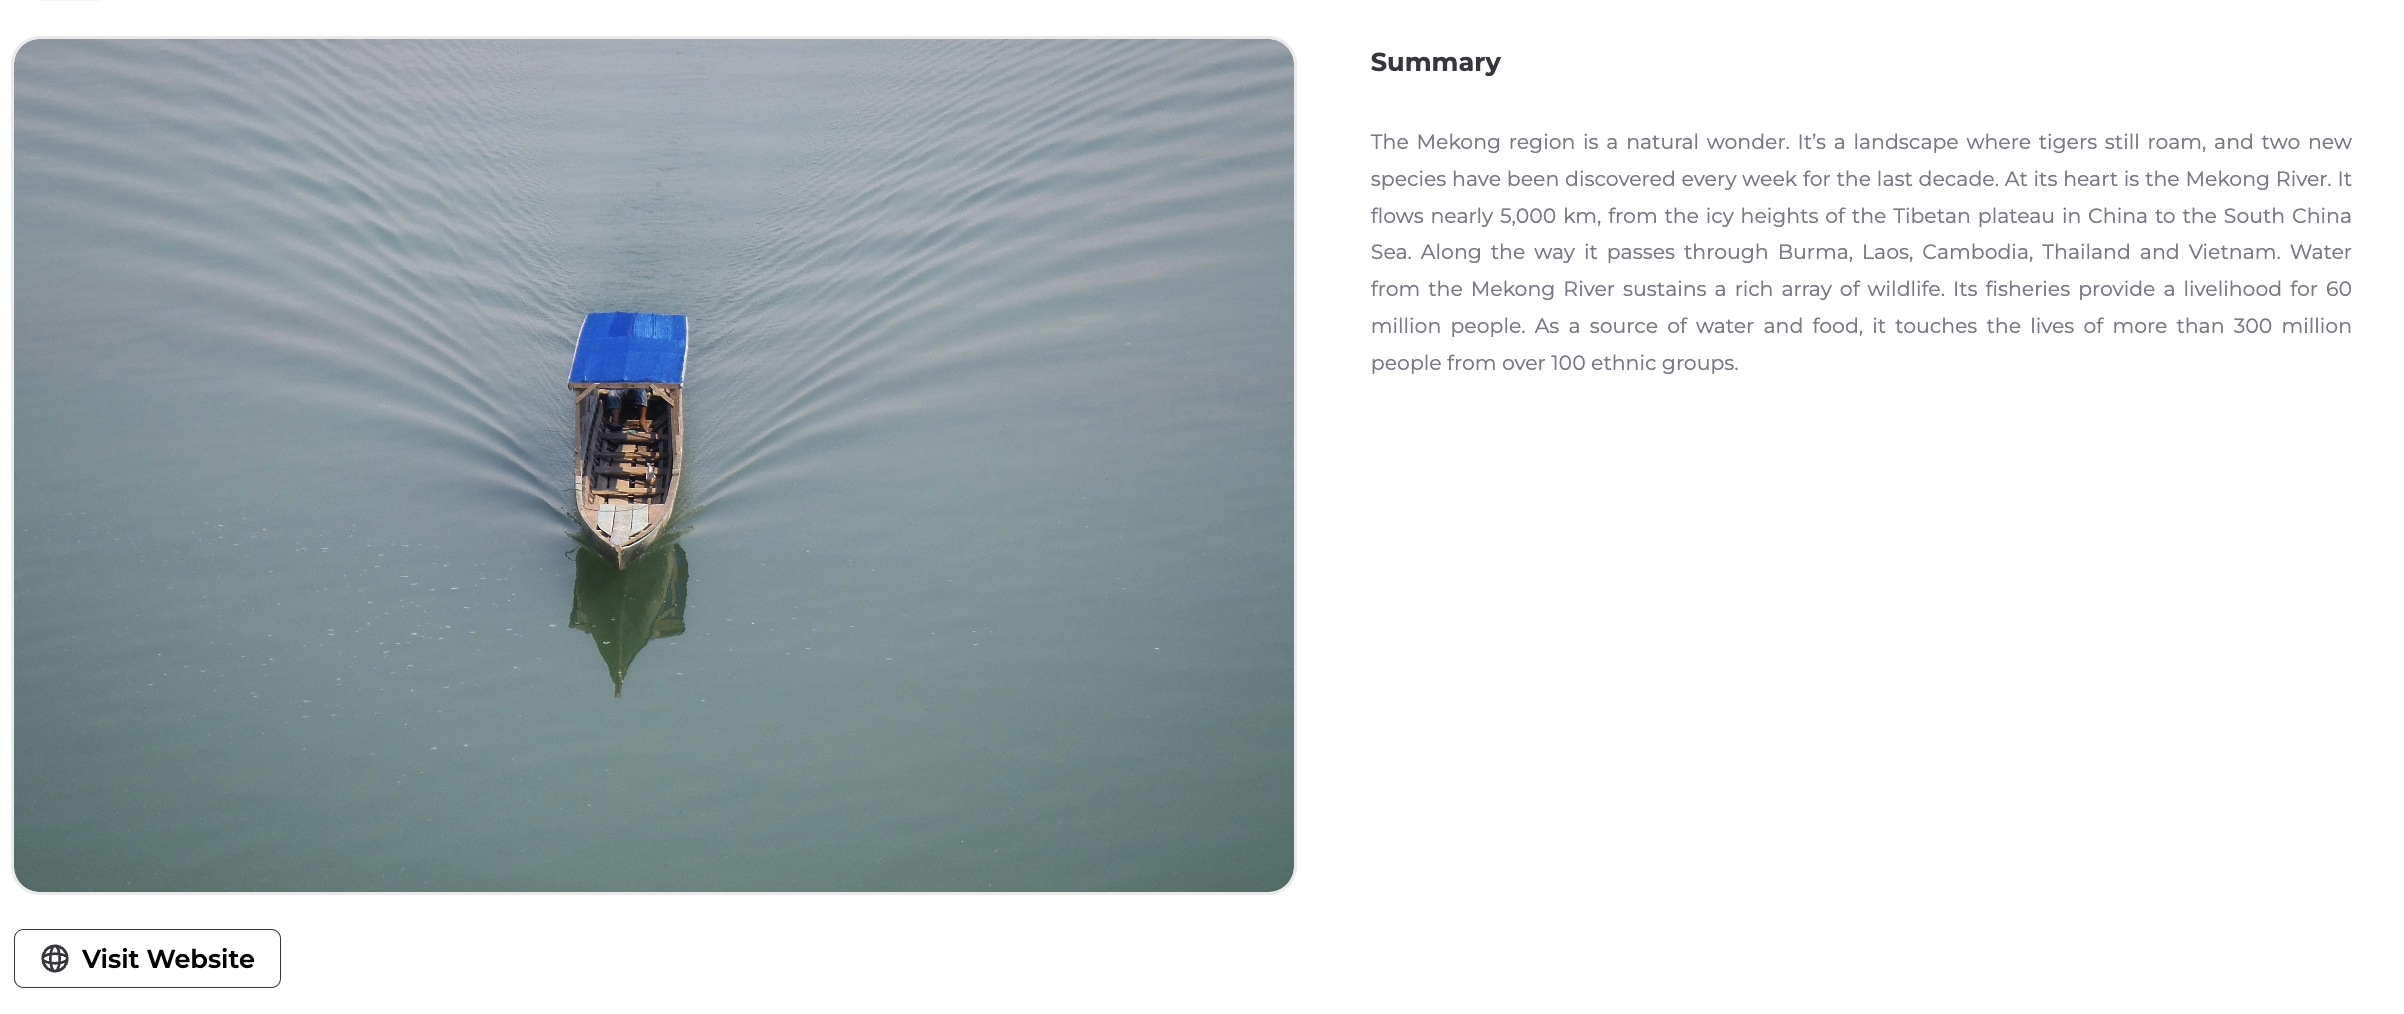 Summary
The Mekong region is a natural wonder. It’s a landscape where tigers still roam, and two new
species have been discovered every week for the last decade. At its heart is the Mekong River. It
flows nearly 5,000 km, from the icy heights of the Tibetan plateau in China to the South China
Sea. Along the way it passes through Burma, Laos, Cambodia, Thailand and Vietnam. Water
from the Mekong River sustains a rich array of wildlife. Its fisheries provide a livelihood for 60
million people. As a source of water and food, it touches the lives of more than 300 million
people from over 100 ethnic groups.
Visit Website